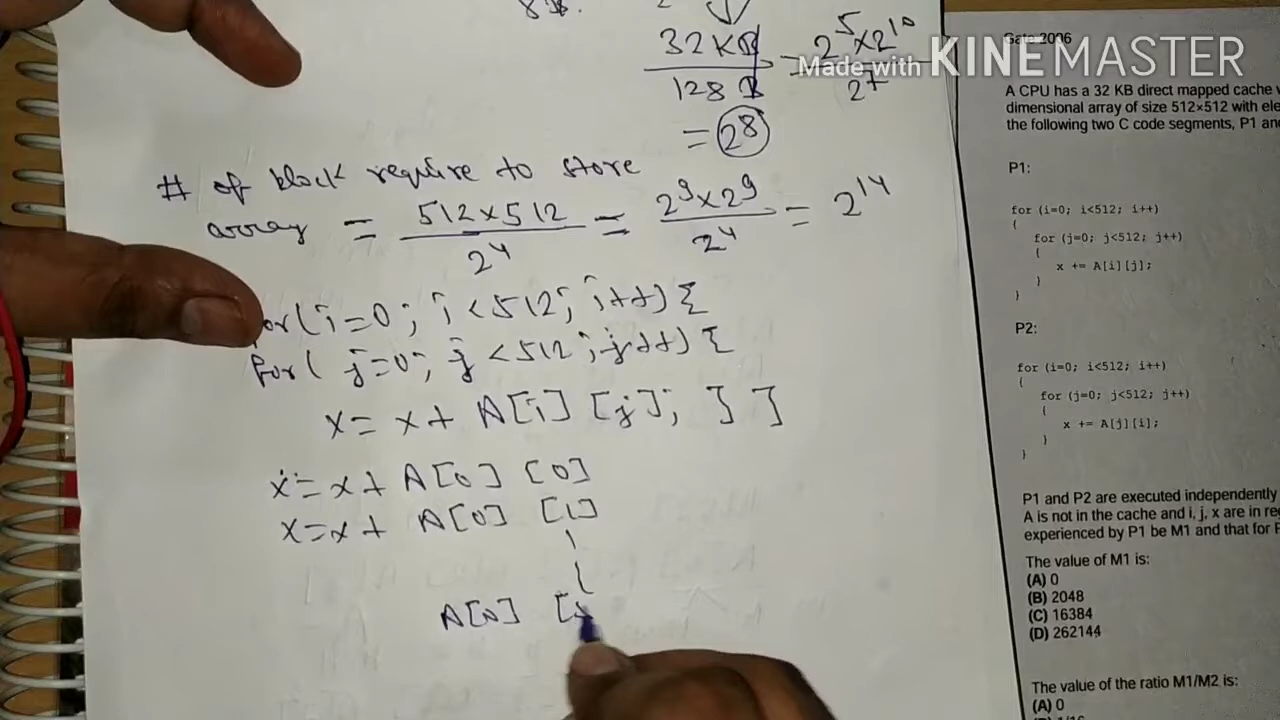 32 KB / 128 B = 2^5 × 2^10 / 2^7
= 2^8
# of block require to store
array = 512×512 / 2^4 = 2^9×2^9 / 2^4 = 2^14
for(i=0; i<512; i++) {
for( j=0; j<512; j++) {
x = x + A[i] [j]; } }
x = x + A[0] [0]
x = x + A[0] [1]
A[0] [
Made with KINEMASTER
Gate 2006
A CPU has a 32 KB direct mapped cache
dimensional array of size 512×512 with
the following two C code segments, P1
P1:
for (i=0; i<512; i++)
{
for (j=0; j<512; j++)
{
x += A[i][j];
}
}
P2:
for (i=0; i<512; i++)
{
for (j=0; j<512; j++)
{
x += A[j][i];
}
}
P1 and P2 are executed independently
A is not in the cache and i, j, x are in
experienced by P1 be M1 and that for
The value of M1 is:
(A) 0
(B) 2048
(C) 16384
(D) 262144
The value of the ratio M1/M2 is:
(A) 0